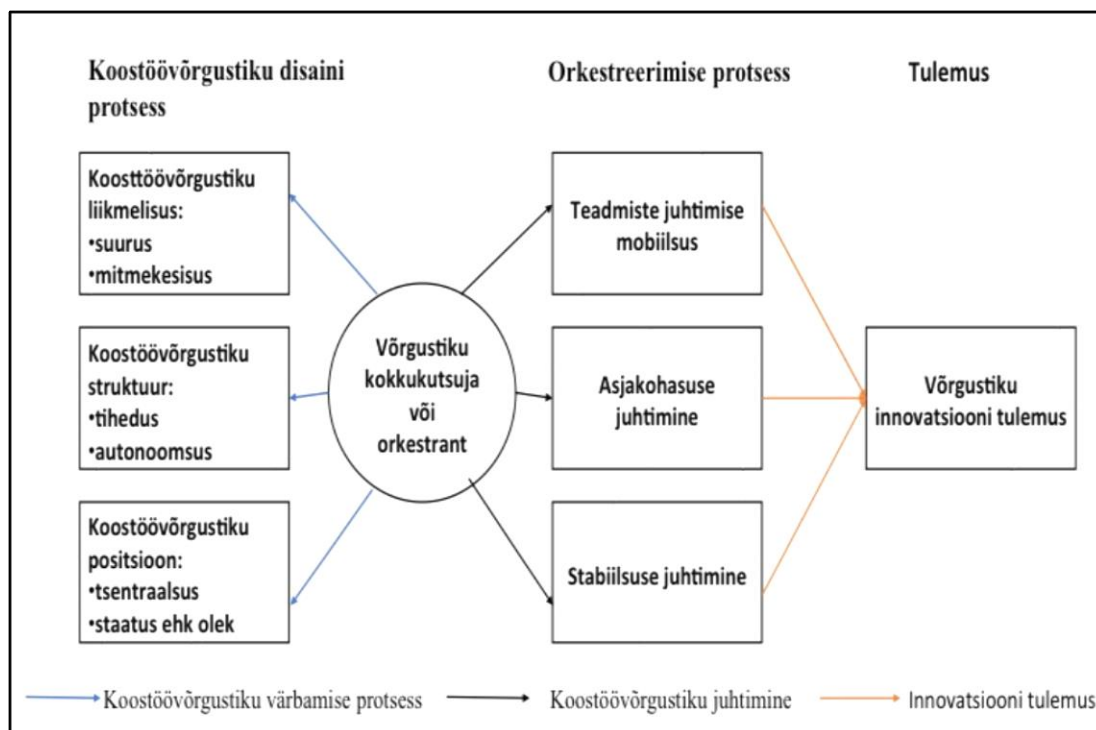 Koostöövõrgustiku disaini
protsess
Orkestreerimise protsess
Tulemus
Koosttöövõrgustiku
liikmelisus:
•suurus
•mitmekesisus
Koostöövõrgustiku
struktuur:
•tihedus
•autonoomsus
Koostöövõrgustiku
positsioon:
•tsentraalsus
•staatus ehk olek
Võrgustiku
kokkukutsuja
või
orkestrant
Teadmiste juhtimise
mobiilsus
Asjakohasuse
juhtimine
Stabiilsuse juhtimine
Võrgustiku
innovatsiooni tulemus
Koostöövõrgustiku värbamise protsess
Koostöövõrgustiku juhtimine
Innovatsiooni tulemus